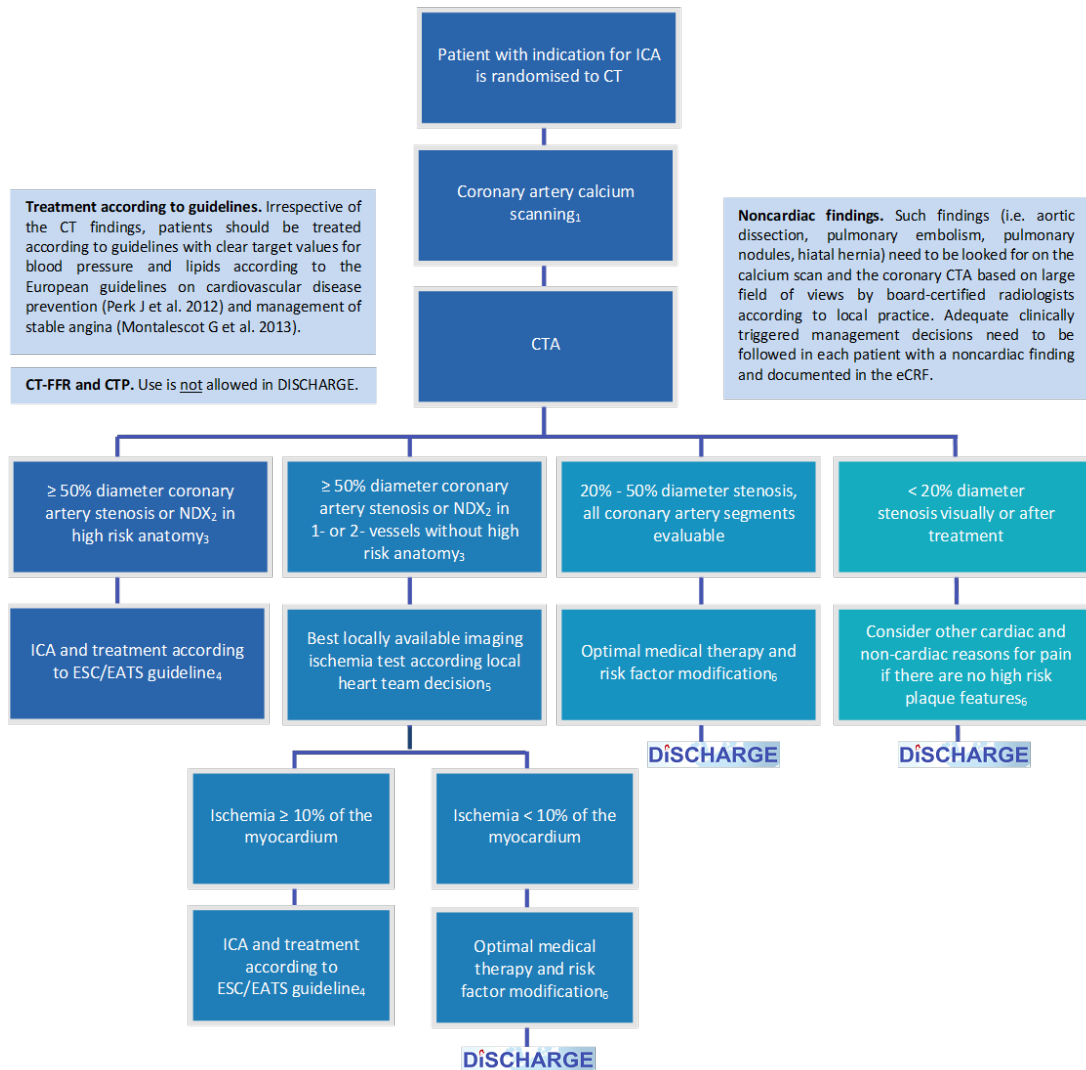 Patient with indication for ICA
is randomised to CT
Coronary artery calcium
scanning₁
Treatment according to guidelines. Irrespective of
the CT findings, patients should be treated
according to guidelines with clear target values for
blood pressure and lipids according to the
European guidelines on cardiovascular disease
prevention (Perk J et al. 2012) and management of
stable angina (Montalescot G et al. 2013).
CT-FFR and CTP. Use is not allowed in DISCHARGE.
CTA
Noncardiac findings. Such findings (i.e. aortic
dissection, pulmonary embolism, pulmonary
nodules, hiatal hernia) need to be looked for on the
calcium scan and the coronary CTA based on large
field of views by board-certified radiologists
according to local practice. Adequate clinically
triggered management decisions need to be
followed in each patient with a noncardiac finding
and documented in the eCRF.
≥ 50% diameter coronary
artery stenosis or NDX₂ in
high risk anatomy₃
≥ 50% diameter coronary
artery stenosis or NDX₂ in
1- or 2- vessels without high
risk anatomy₃
20% - 50% diameter stenosis,
all coronary artery segments
evaluable
< 20% diameter
stenosis visually or after
treatment
ICA and treatment according
to ESC/EATS guideline₄
Best locally available imaging
ischemia test according local
heart team decision₅
Optimal medical therapy and
risk factor modification₆
Consider other cardiac and
non-cardiac reasons for pain
if there are no high risk
plaque features₆
DiSCHARGE
DiSCHARGE
Ischemia ≥ 10% of the
myocardium
Ischemia < 10% of the
myocardium
ICA and treatment
according to
ESC/EATS guideline₄
Optimal medical
therapy and risk
factor modification₆
DiSCHARGE